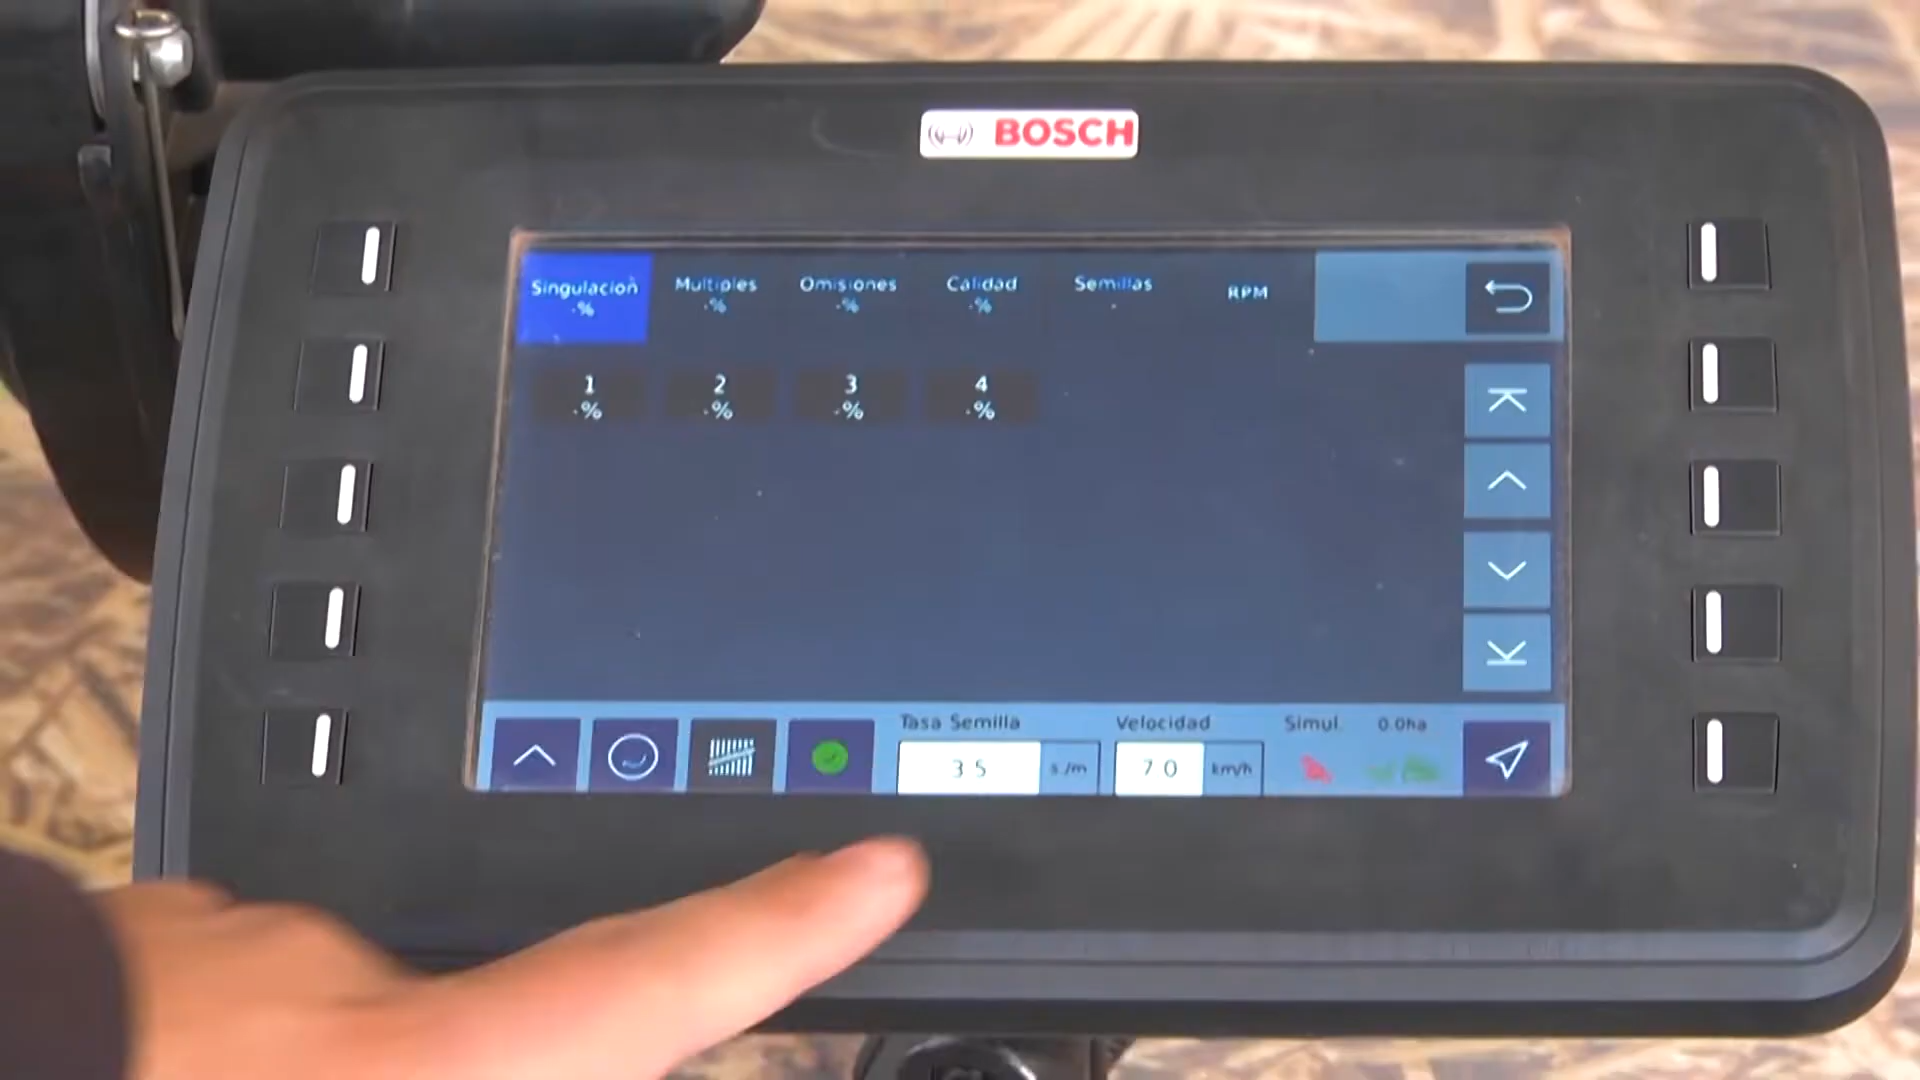 BOSCH
Singulación
-%
Multiples
-%
Omisiones
-%
Calidad
-%
Semillas
-
RPM
1
-%
2
-%
3
-%
4
-%
Tasa Semilla
3 5
s./m
Velocidad
7 0
km/h
Simul.
0.0ha